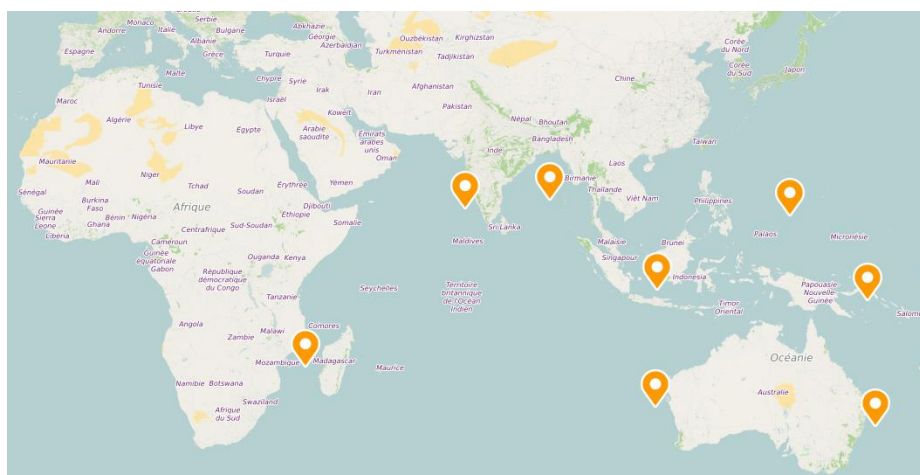 Monaco
Serbie
Andorre
Italie
Bulgarie
Abkhazie
Géorgie
Azerbaïdjan
Ouzbékistan
Kirghizstan
Corée
du Nord
Espagne
Albanie
Grèce
Turquie
Turkménistan
Tadjikistan
Corée
du Sud
Japon
Malte
Tunisie
Chypre
Syrie
Irak
Iran
Afghanistan
Chine
Maroc
Israël
Koweït
Pakistan
Algérie
Libye
Égypte
Arabie
saoudite
Émirats
arabes
unis
Oman
Népal
Bhoutan
Bangladesh
Taïwan
Inde
Mauritanie
Laos
Birmanie
Thaïlande
Niger
Mali
Tchad
Soudan
Érythrée
Yémen
Sénégal
Viêt Nam
Philippines
Burkina
Faso
Djibouti
Guinée
Bénin
Nigeria
Afrique
Éthiopie
Somalie
Sierra
Leone
Ghana
Centrafrique
Sud-Soudan
Sri Lanka
Palaos
Micronésie
Liberia
Cameroun
Maldives
Malaisie
Brunei
Guinée
équatoriale
Gabon
Ouganda
Kenya
Singapour
République
démocratique
du Congo
Indonesia
Papouasie
Nouvelle
Guinée
Seychelles
Territoire
britannique
de l'Océan
Indien
Tanzanie
Timor
Oriental
Salomon
Angola
Malawi
Comores
Zambie
Mozambique
Madagascar
Maurice
Océanie
Namibie
Botswana
Australie
Swaziland
Afrique
du Sud